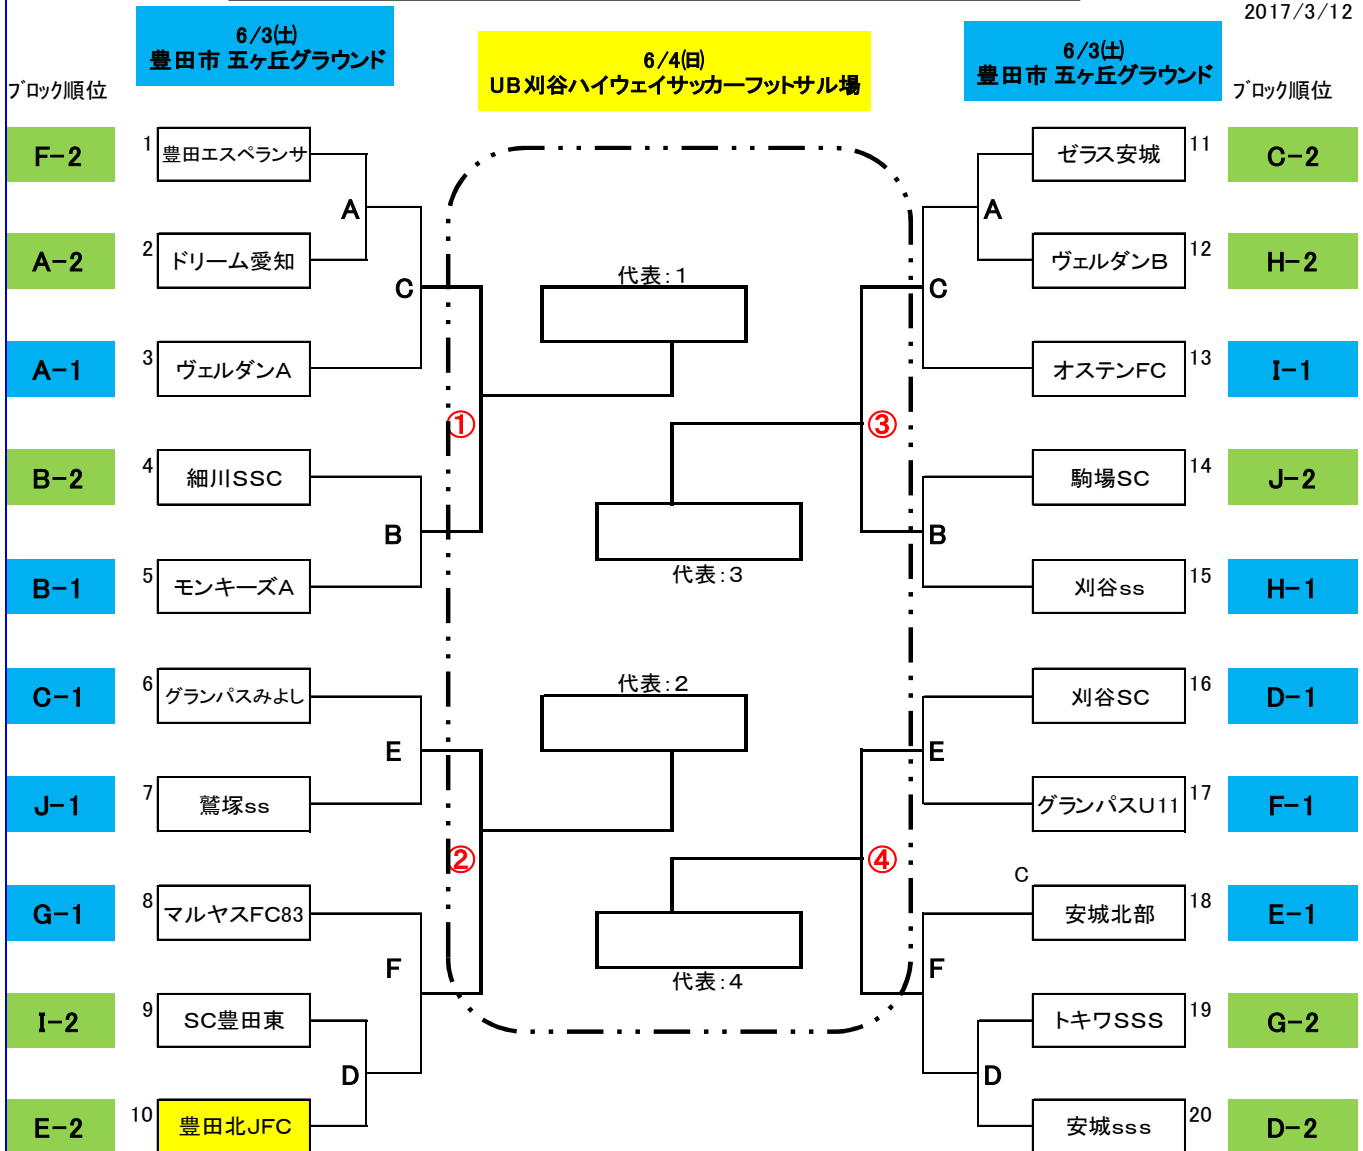 2017/3/12
6/3(土)
豊田市 五ヶ丘グラウンド
6/4(日)
UB刈谷ハイウェイサッカーフットサル場
6/3(土)
豊田市 五ヶ丘グラウンド
ブロック順位
ブロック順位
F-2
1
豊田エスペランサ
ゼラス安城
11
C-2
A
A
A-2
2
ドリーム愛知
ヴェルダンB
12
H-2
代表:1
C
C
A-1
3
ヴェルダンA
オステンFC
13
I-1
①
③
B-2
4
細川SSC
駒場SC
14
J-2
B
B
代表:3
B-1
5
モンキーズA
刈谷ss
15
H-1
代表:2
C-1
6
グランパスみよし
刈谷SC
16
D-1
E
E
J-1
7
鷲塚ss
グランパスU11
17
F-1
②
④
C
G-1
8
マルヤスFC83
安城北部
18
E-1
F
F
代表:4
I-2
9
SC豊田東
トキワSSS
19
G-2
D
D
E-2
10
豊田北JFC
安城sss
20
D-2